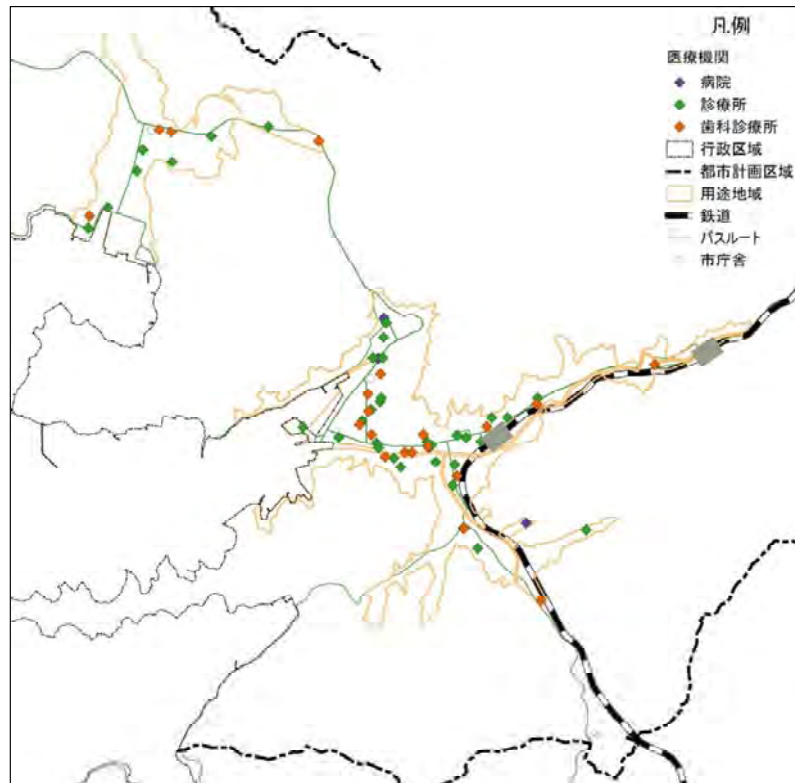 凡例
医療機関
病院
診療所
歯科診療所
行政区域
都市計画区域
用途地域
鉄道
バスルート
市庁舎